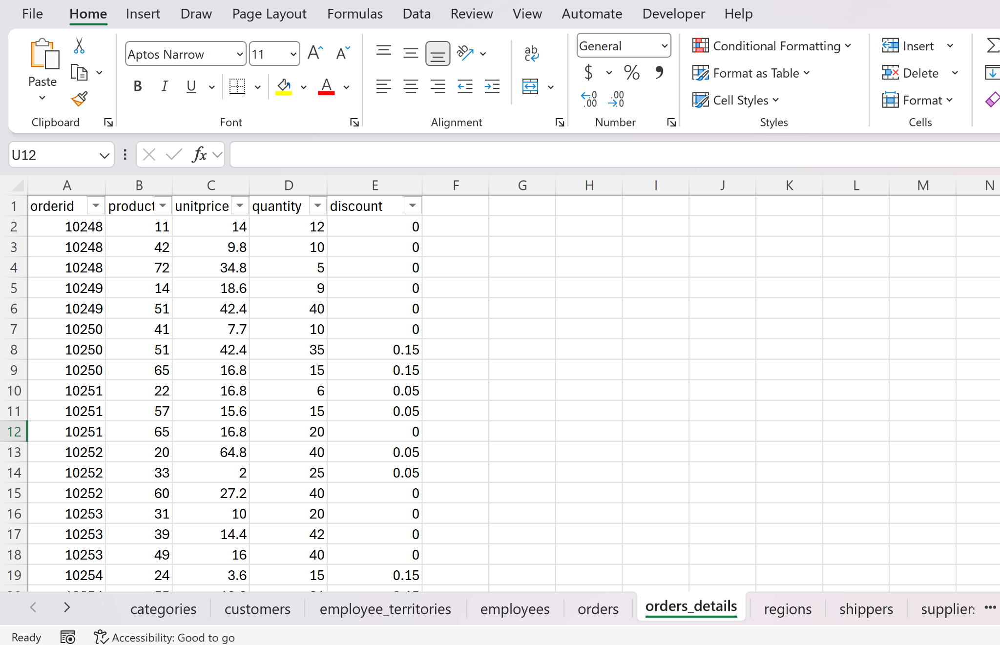 File Home Insert Draw Page Layout Formulas Data Review View Automate Developer Help
Aptos Narrow 11 General Conditional Formatting Insert
Paste B I U $ % Format as Table Delete
Cell Styles Format
Clipboard Font Alignment Number Styles Cells
U12 fx
A B C D E F G H I J K L M N
1 orderid product unitprice quantity discount
2 10248 11 14 12 0
3 10248 42 9.8 10 0
4 10248 72 34.8 5 0
5 10249 14 18.6 9 0
6 10249 51 42.4 40 0
7 10250 41 7.7 10 0
8 10250 51 42.4 35 0.15
9 10250 65 16.8 15 0.15
10 10251 22 16.8 6 0.05
11 10251 57 15.6 15 0.05
12 10251 65 16.8 20 0
13 10252 20 64.8 40 0.05
14 10252 33 2 25 0.05
15 10252 60 27.2 40 0
16 10253 31 10 20 0
17 10253 39 14.4 42 0
18 10253 49 16 40 0
19 10254 24 3.6 15 0.15
categories customers employee_territories employees orders orders_details regions shippers supplier
Ready Accessibility: Good to go